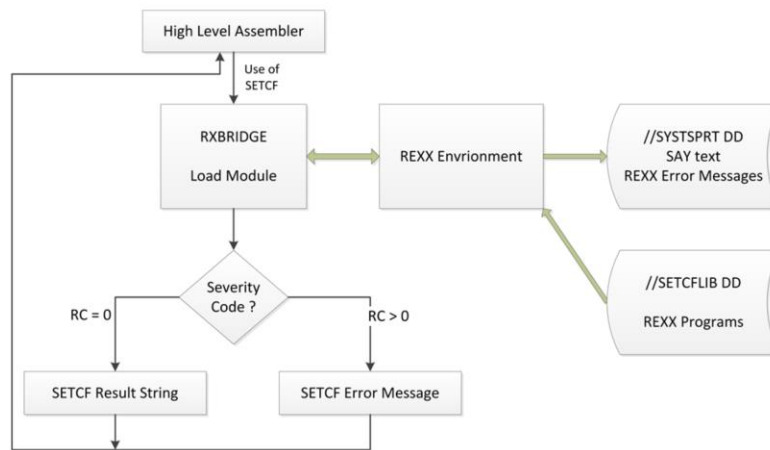 High Level Assembler
Use of
SETCF
RXBRIDGE
Load Module
REXX Envrionment
//SYSTSPRT DD
SAY text
REXX Error Messages
//SETCFLIB DD
REXX Programs
Severity
Code ?
RC = 0
RC > 0
SETCF Result String
SETCF Error Message